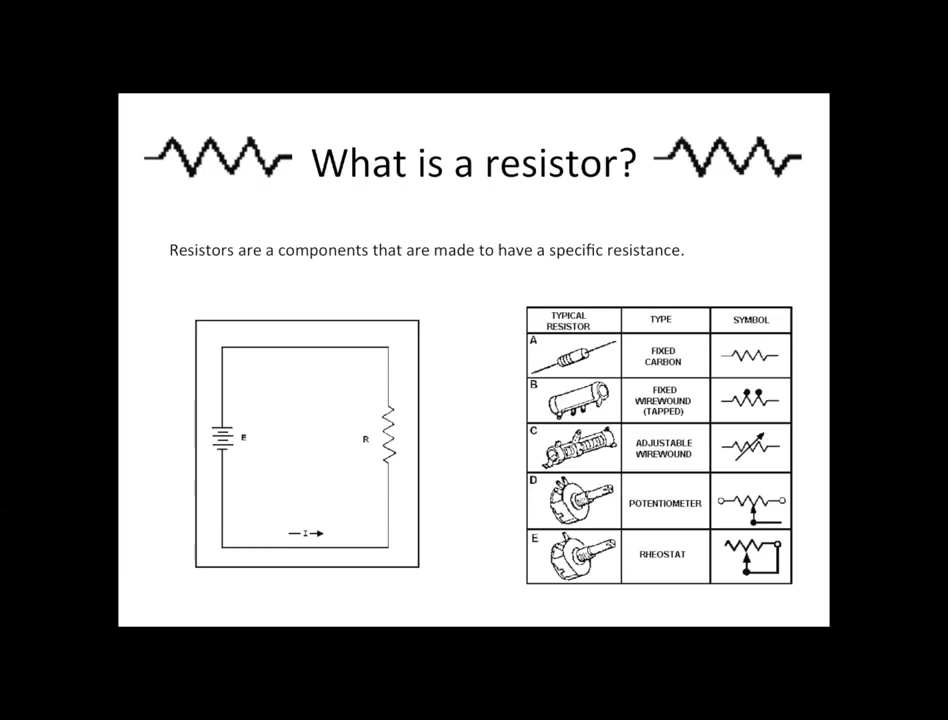 What is a resistor?
Resistors are a components that are made to have a specific resistance.
E
R
I
TYPICAL
RESISTOR
TYPE
SYMBOL
A
FIXED
CARBON
B
FIXED
WIREWOUND
(TAPPED)
C
ADJUSTABLE
WIREWOUND
D
POTENTIOMETER
E
RHEOSTAT